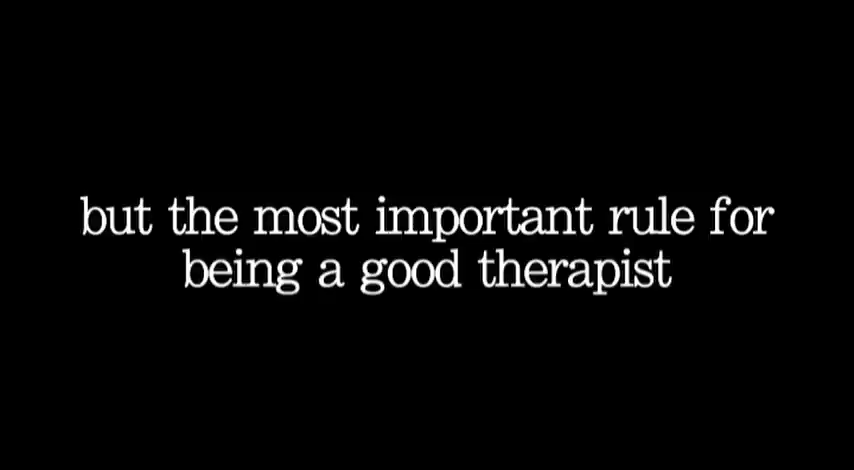 but the most important rule for
being a good therapist